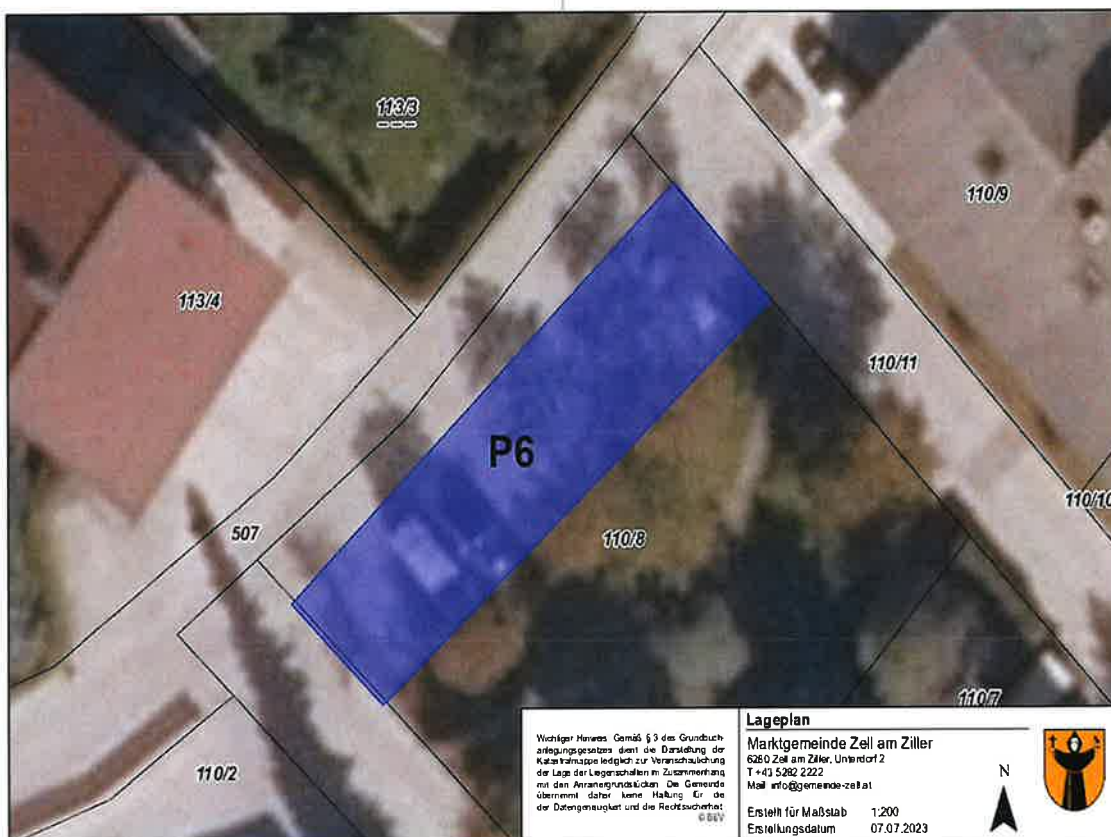 113/3
110/9
113/4
110/11
P6
110/10
507
110/8
110/7
110/2
Wichtiger Hinweis. Gemäß § 3 des Grundbuch-
anlegungsgesetzes dient die Darstellung der
Katastralmappe lediglich zur Veranschaulichung
der Lage der Liegenschaften in Zusammenhang
mit den Anrainergrundstücken. Die Gemeinde
übernimmt daher keine Haftung für die
der Datengenauigkeit und die Rechtssicherheit.
© BEV
Lageplan
Marktgemeinde Zell am Ziller
6280 Zell am Ziller, Unterdorf 2
T +43 5282 2222
Mail info@gemeinde-zell.at
Erstellt für Maßstab 1:200
Erstellungsdatum 07.07.2023
N